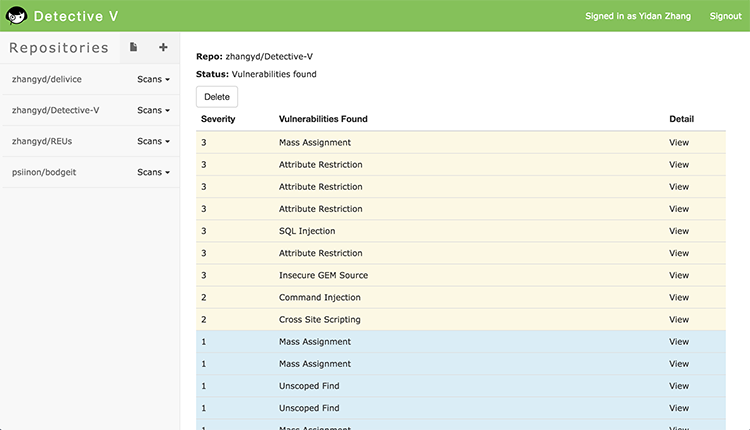 Detective V
Signed in as Yidan Zhang Signout
Repositories
zhangyd/delivice Scans
zhangyd/Detective-V Scans
zhangyd/REUs Scans
psiinon/bodgeit Scans
Repo: zhangyd/Detective-V
Status: Vulnerabilities found
Delete
Severity Vulnerabilities Found Detail
3 Mass Assignment View
3 Attribute Restriction View
3 Attribute Restriction View
3 Attribute Restriction View
3 SQL Injection View
3 Attribute Restriction View
3 Insecure GEM Source View
2 Command Injection View
2 Cross Site Scripting View
1 Mass Assignment View
1 Mass Assignment View
1 Unscoped Find View
1 Unscoped Find View
1 Mass Assignment View